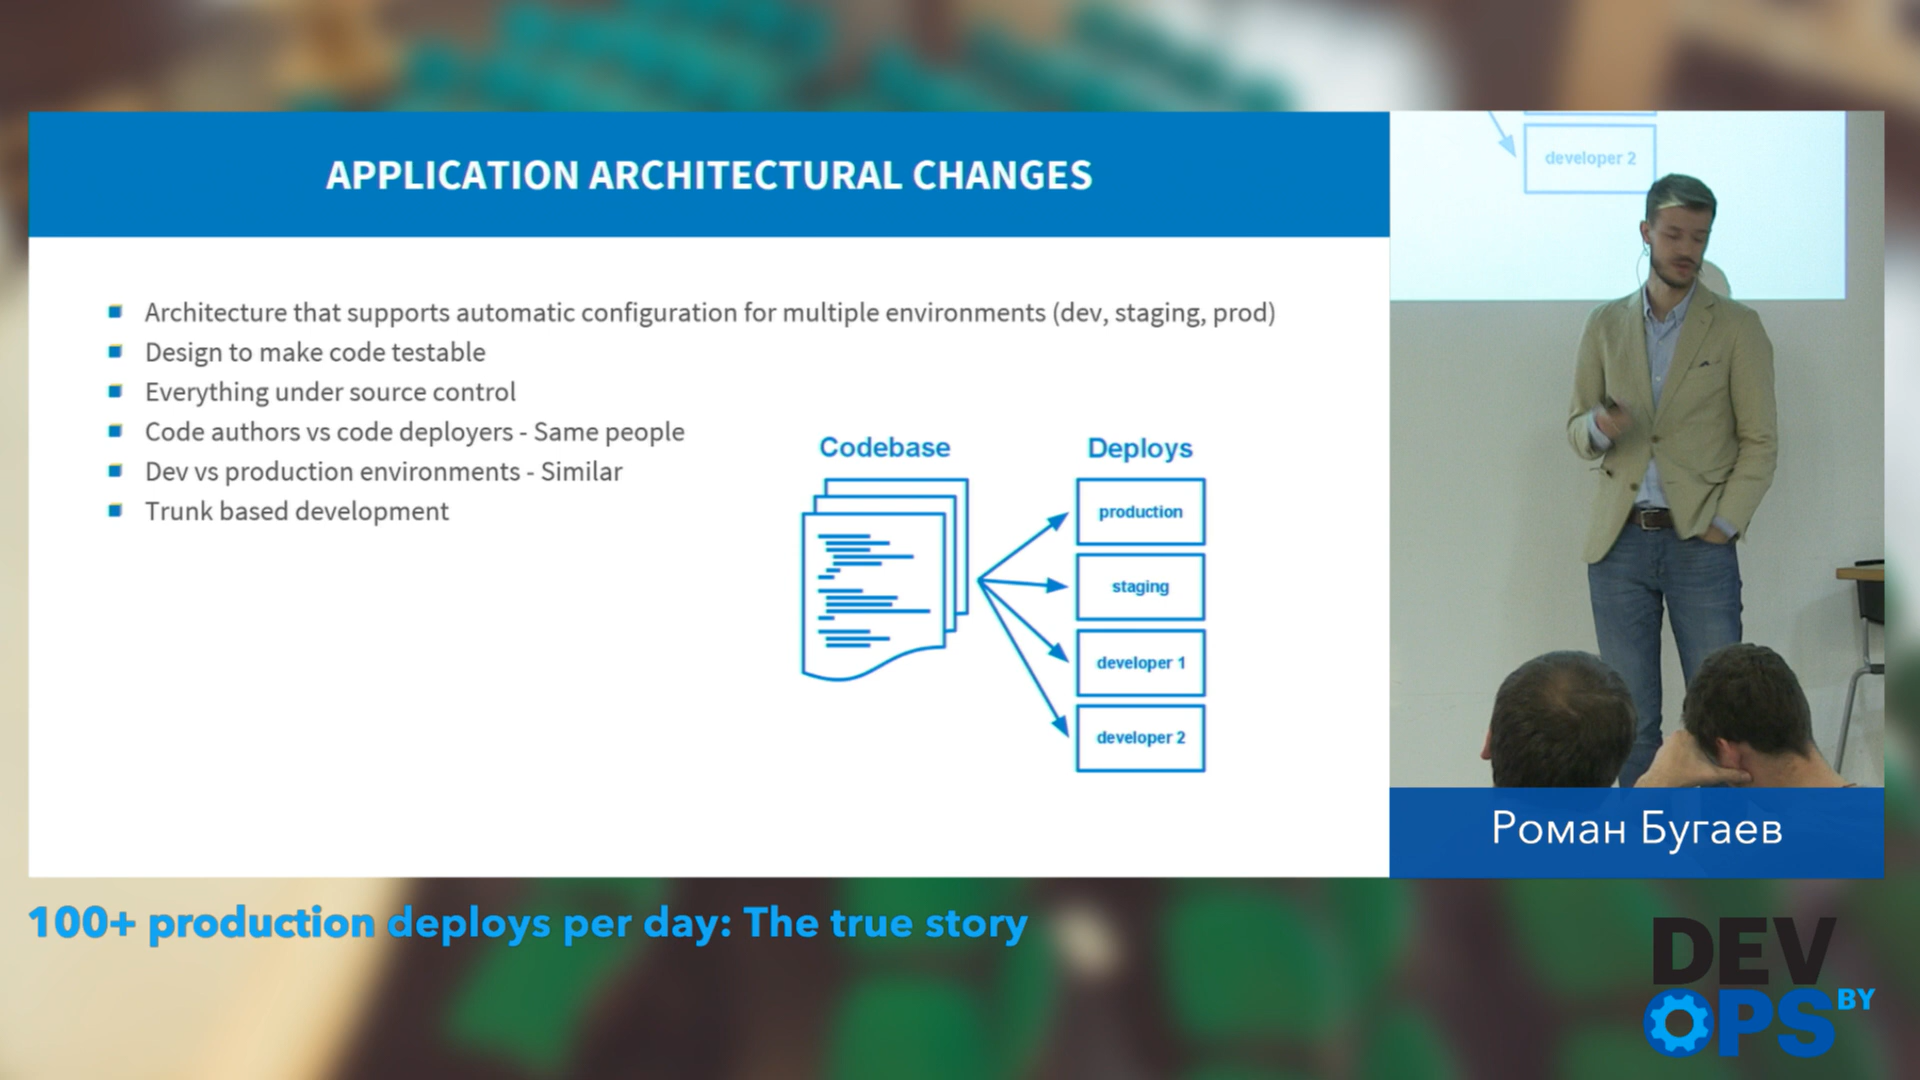 APPLICATION ARCHITECTURAL CHANGES
Architecture that supports automatic configuration for multiple environments (dev, staging, prod)
Design to make code testable
Everything under source control
Code authors vs code deployers - Same people
Dev vs production environments - Similar
Trunk based development
Codebase
Deploys
production
staging
developer 1
developer 2
developer 2
Роман Бугаев
100+ production deploys per day: The true story
DEV
OPS BY